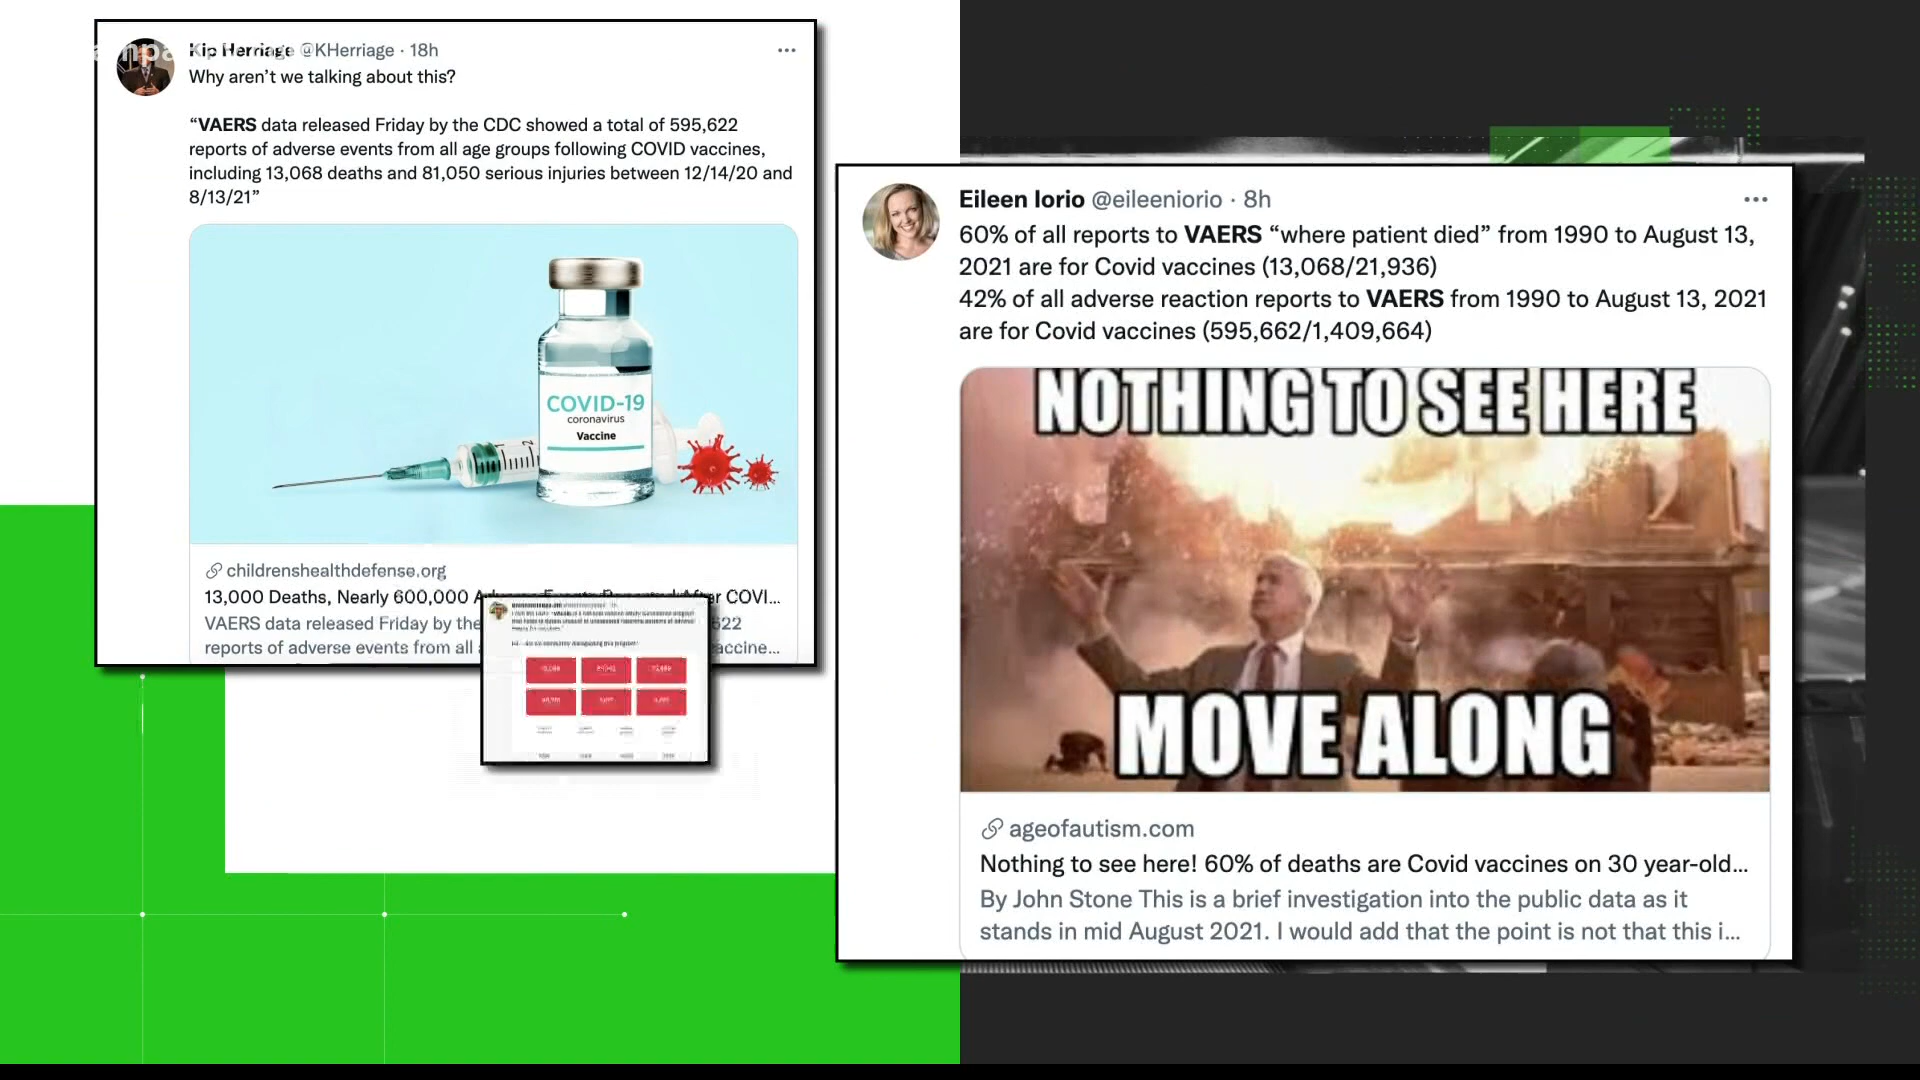 Kip Herriage @KHerriage · 18h
Why aren’t we talking about this?
“VAERS data released Friday by the CDC showed a total of 595,622
reports of adverse events from all age groups following COVID vaccines,
including 13,068 deaths and 81,050 serious injuries between 12/14/20 and
8/13/21”
COVID-19
coronavirus
Vaccine
childrenshealthdefense.org
13,000 Deaths, Nearly 600,000 Adverse Events Reported After COVI...
VAERS data released Friday by the 622
reports of adverse events from all accine...
Eileen Iorio @eileeniorio · 8h
60% of all reports to VAERS “where patient died” from 1990 to August 13,
2021 are for Covid vaccines (13,068/21,936)
42% of all adverse reaction reports to VAERS from 1990 to August 13, 2021
are for Covid vaccines (595,662/1,409,664)
NOTHING TO SEE HERE
MOVE ALONG
ageofautism.com
Nothing to see here! 60% of deaths are Covid vaccines on 30 year-old...
By John Stone This is a brief investigation into the public data as it
stands in mid August 2021. I would add that the point is not that this i...